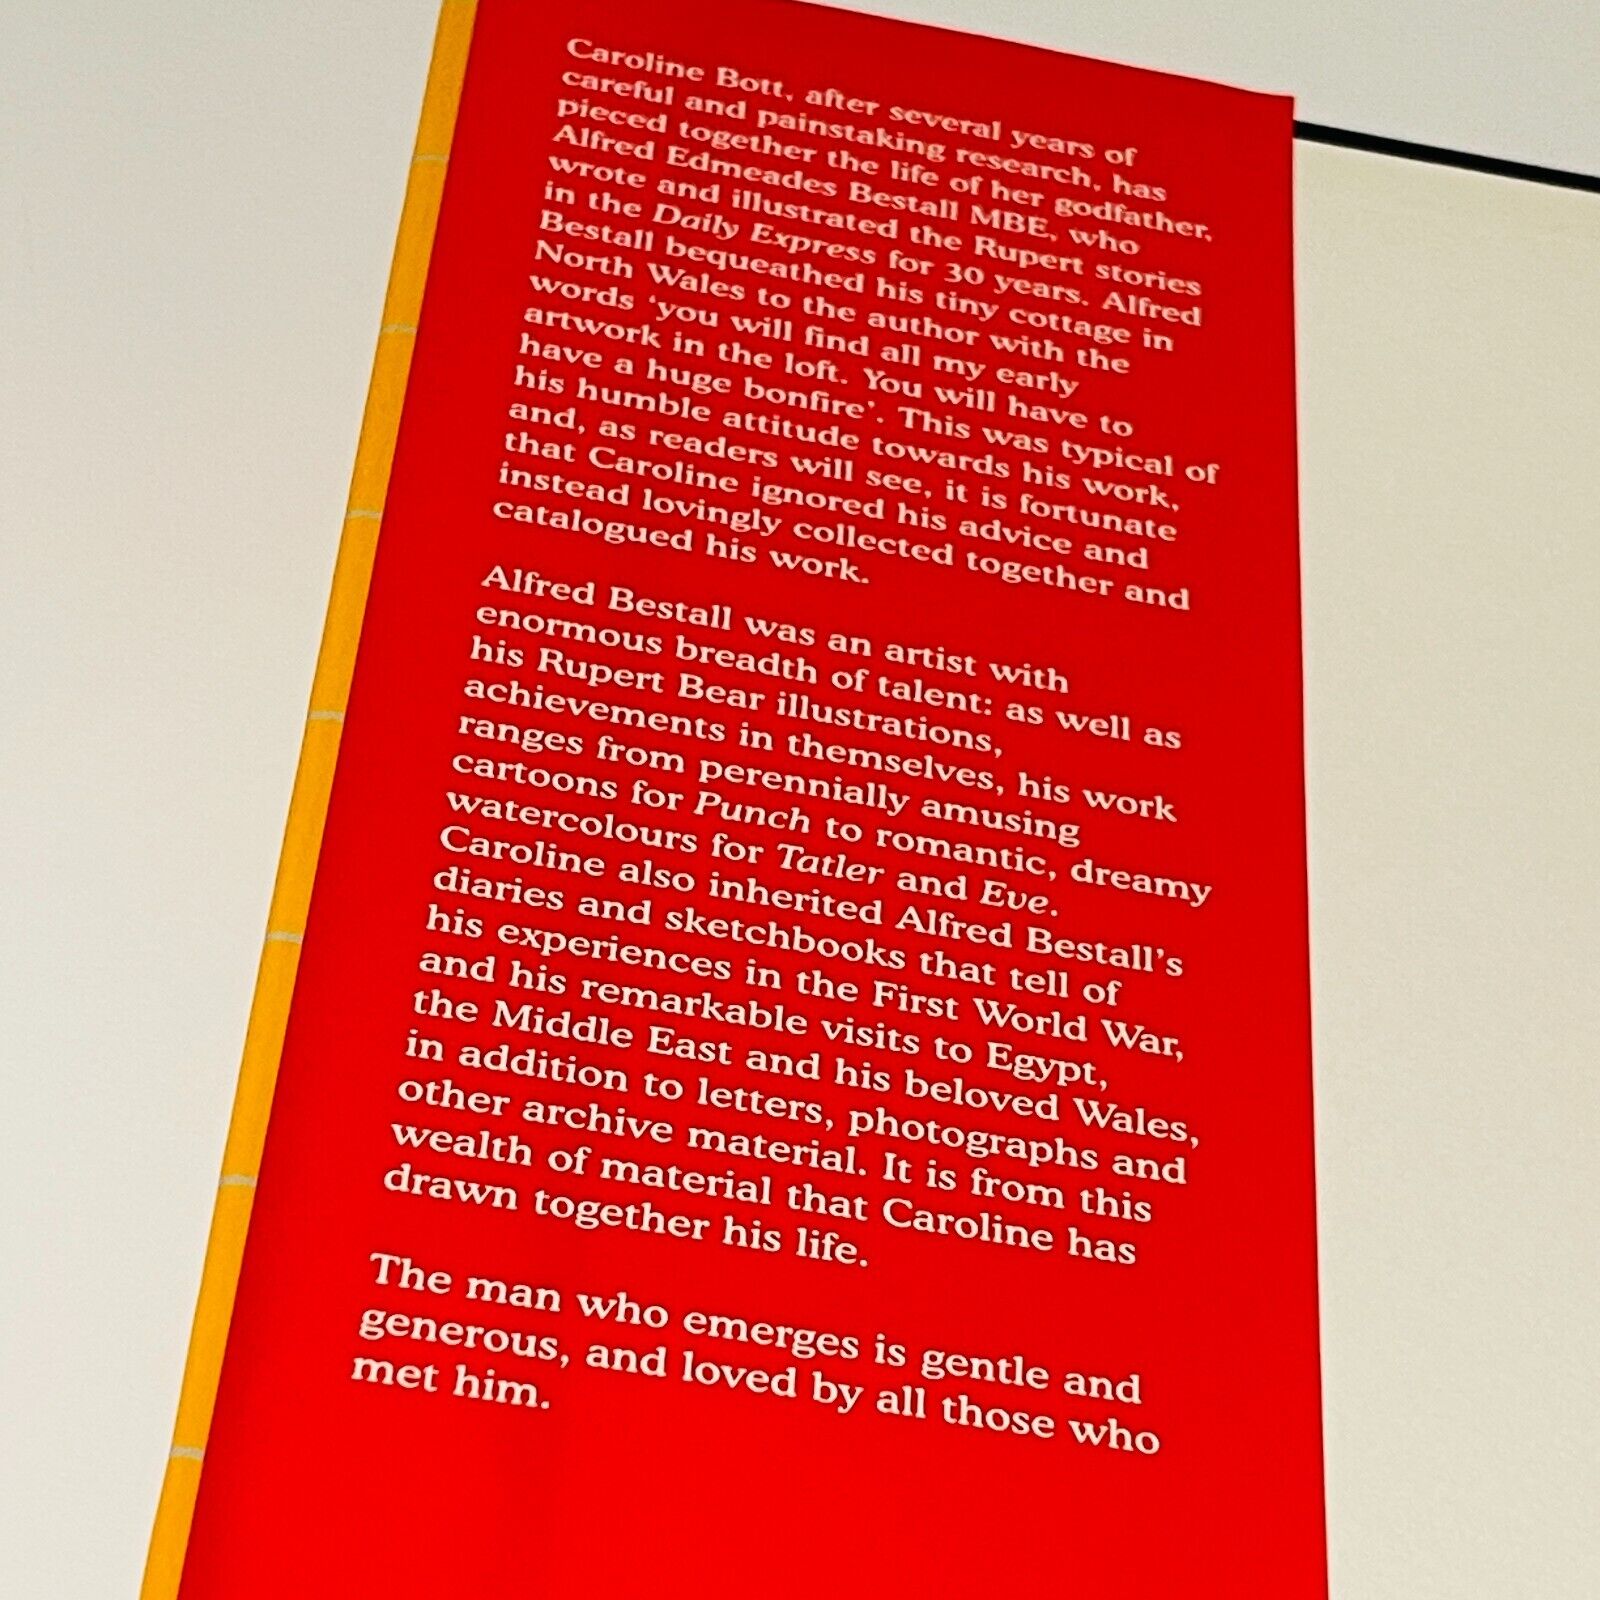 Caroline Bott, after several years of
careful and painstaking research, has
pieced together the life of her godfather,
Alfred Edmeades Bestall MBE, who
wrote and illustrated the Rupert stories
in the Daily Express for 30 years. Alfred
Bestall bequeathed his tiny cottage in
North Wales to the author with the
words ‘you will find all my early
artwork in the loft. You will have to
have a huge bonfire’. This was typical of
his humble attitude towards his work,
and, as readers will see, it is fortunate
that Caroline ignored his advice and
instead lovingly collected together and
catalogued his work.
Alfred Bestall was an artist with
enormous breadth of talent: as well as
his Rupert Bear illustrations,
achievements in themselves, his work
ranges from perennially amusing
cartoons for Punch to romantic, dreamy
watercolours for Tatler and Eve.
Caroline also inherited Alfred Bestall’s
diaries and sketchbooks that tell of
his experiences in the First World War,
and his remarkable visits to Egypt,
the Middle East and his beloved Wales,
in addition to letters, photographs and
other archive material. It is from this
wealth of material that Caroline has
drawn together his life.
The man who emerges is gentle and
generous, and loved by all those who
met him.